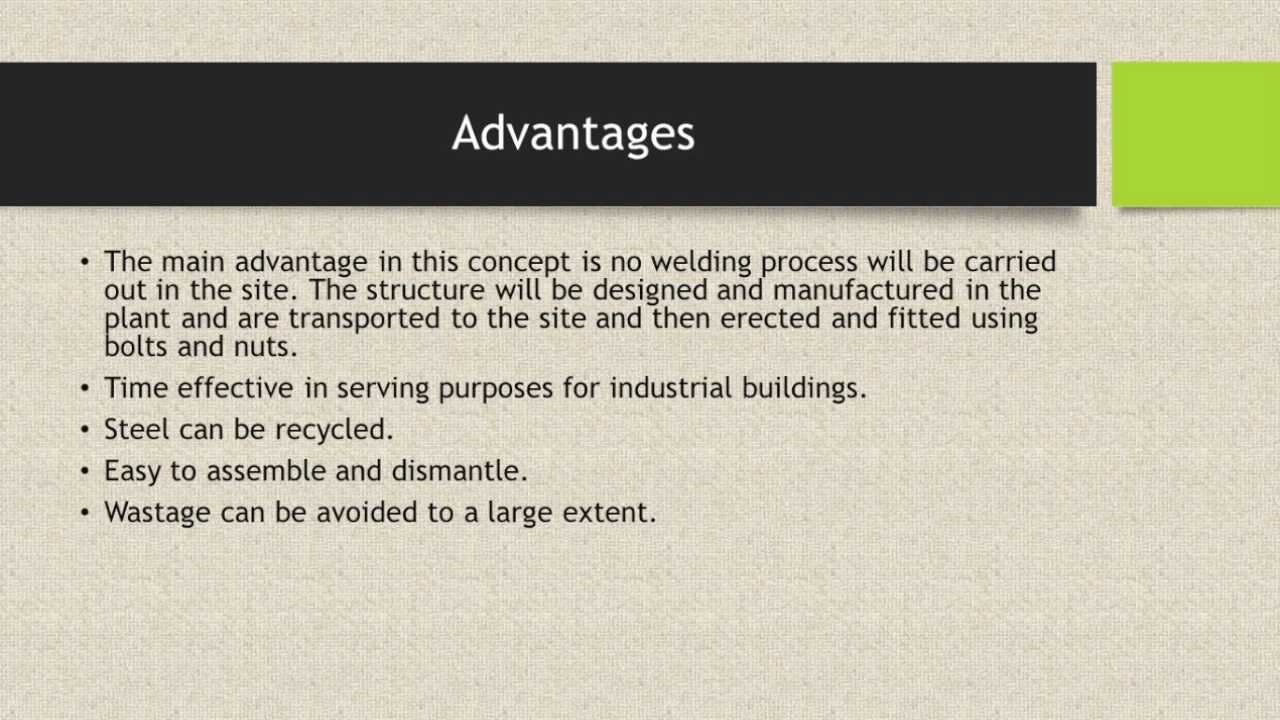 Advantages
• The main advantage in this concept is no welding process will be carried
out in the site. The structure will be designed and manufactured in the
plant and are transported to the site and then erected and fitted using
bolts and nuts.
• Time effective in serving purposes for industrial buildings.
• Steel can be recycled.
• Easy to assemble and dismantle.
• Wastage can be avoided to a large extent.